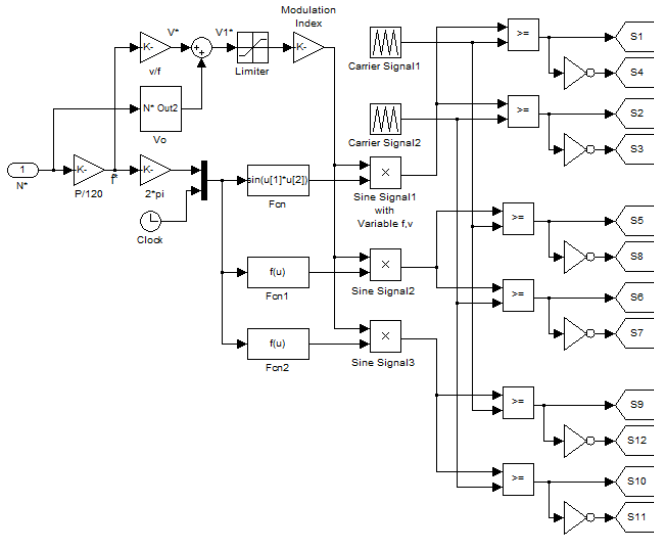 Modulation
Index
V*
V1*
K-
v/f
+
+
Limiter
K-
Carrier Signal1
>=
S1
S4
N* Out2
Vo
Carrier Signal2
>=
S2
S3
1
N*
K-
P/120
f*
K-
2*pi
Clock
sin(u[1]*u[2])
Fcn
×
Sine Signal1
with
Variable f,v
>=
S5
S8
f(u)
Fcn1
×
Sine Signal2
>=
S6
S7
f(u)
Fcn2
×
Sine Signal3
>=
S9
S12
>=
S10
S11